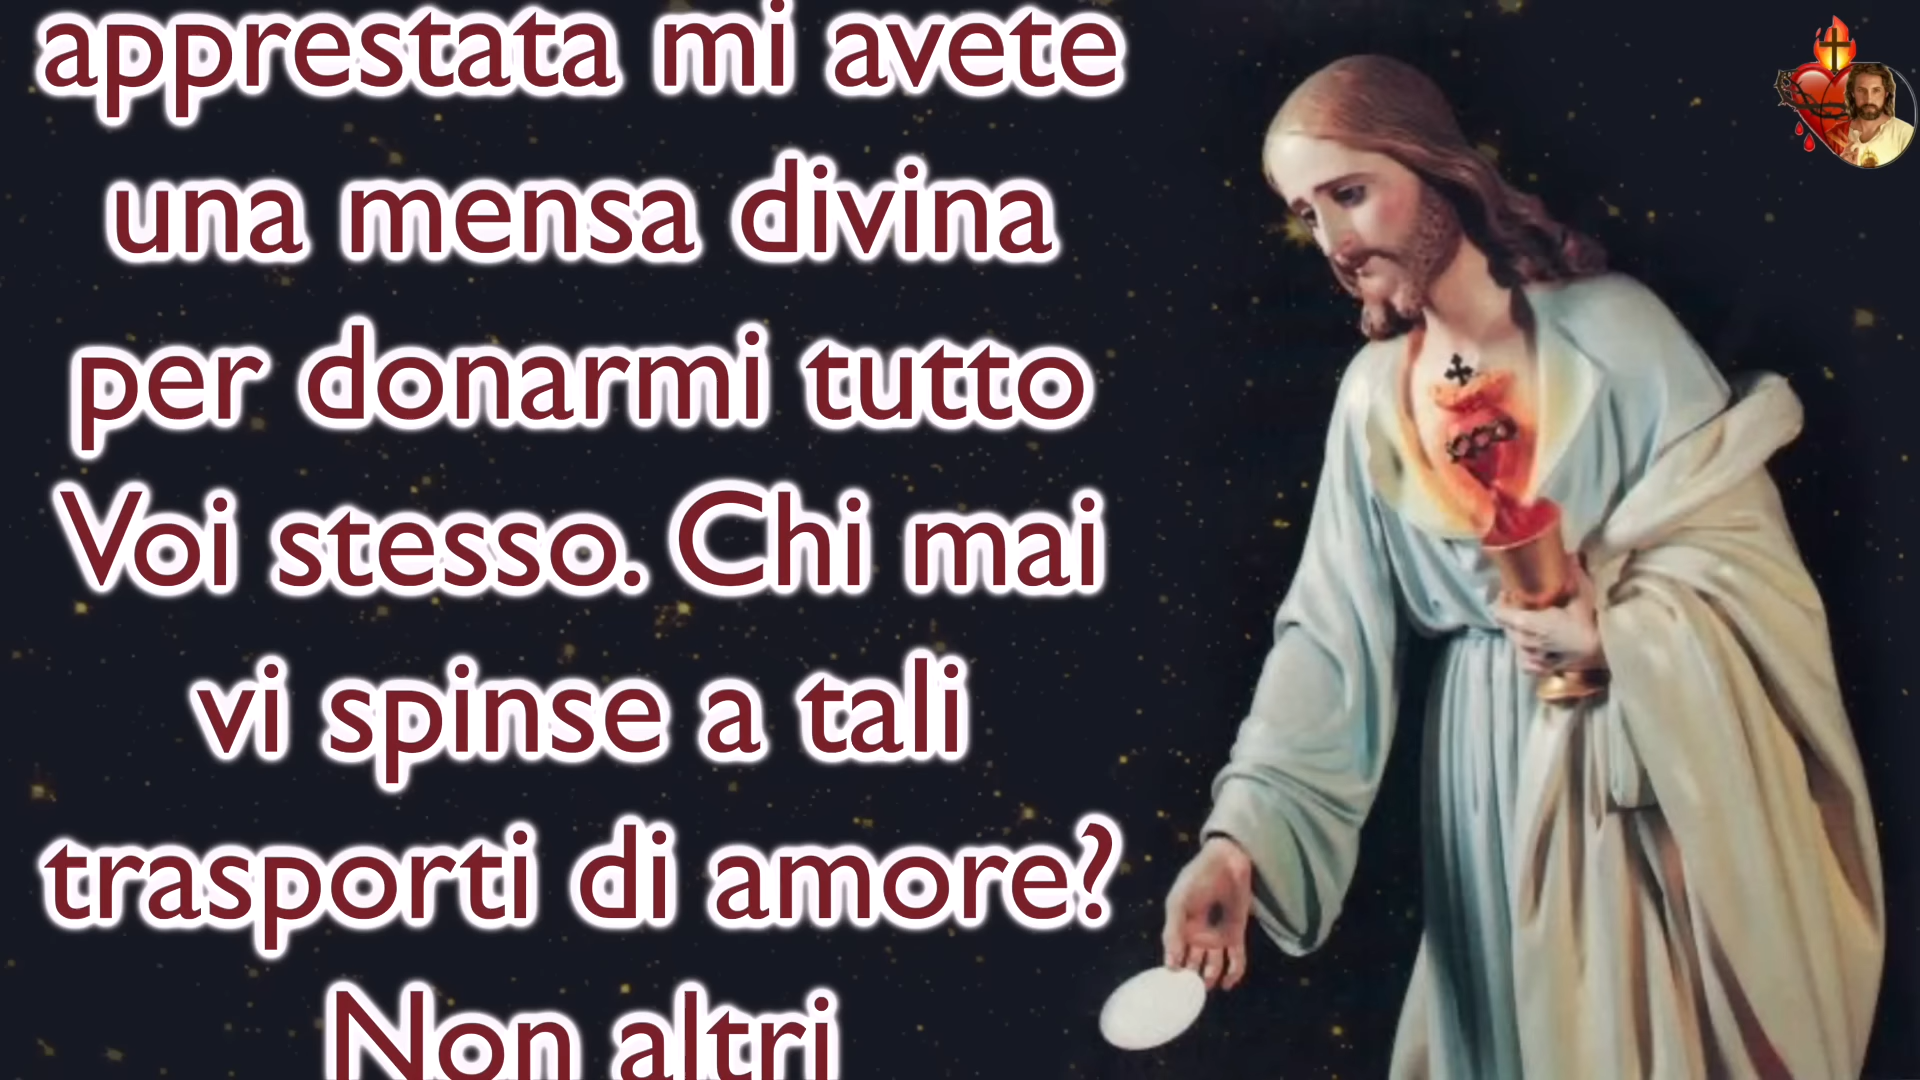 apprestata mi avete
una mensa divina
per donarmi tutto
Voi stesso. Chi mai
vi spinse a tali
trasporti di amore?
Non altri